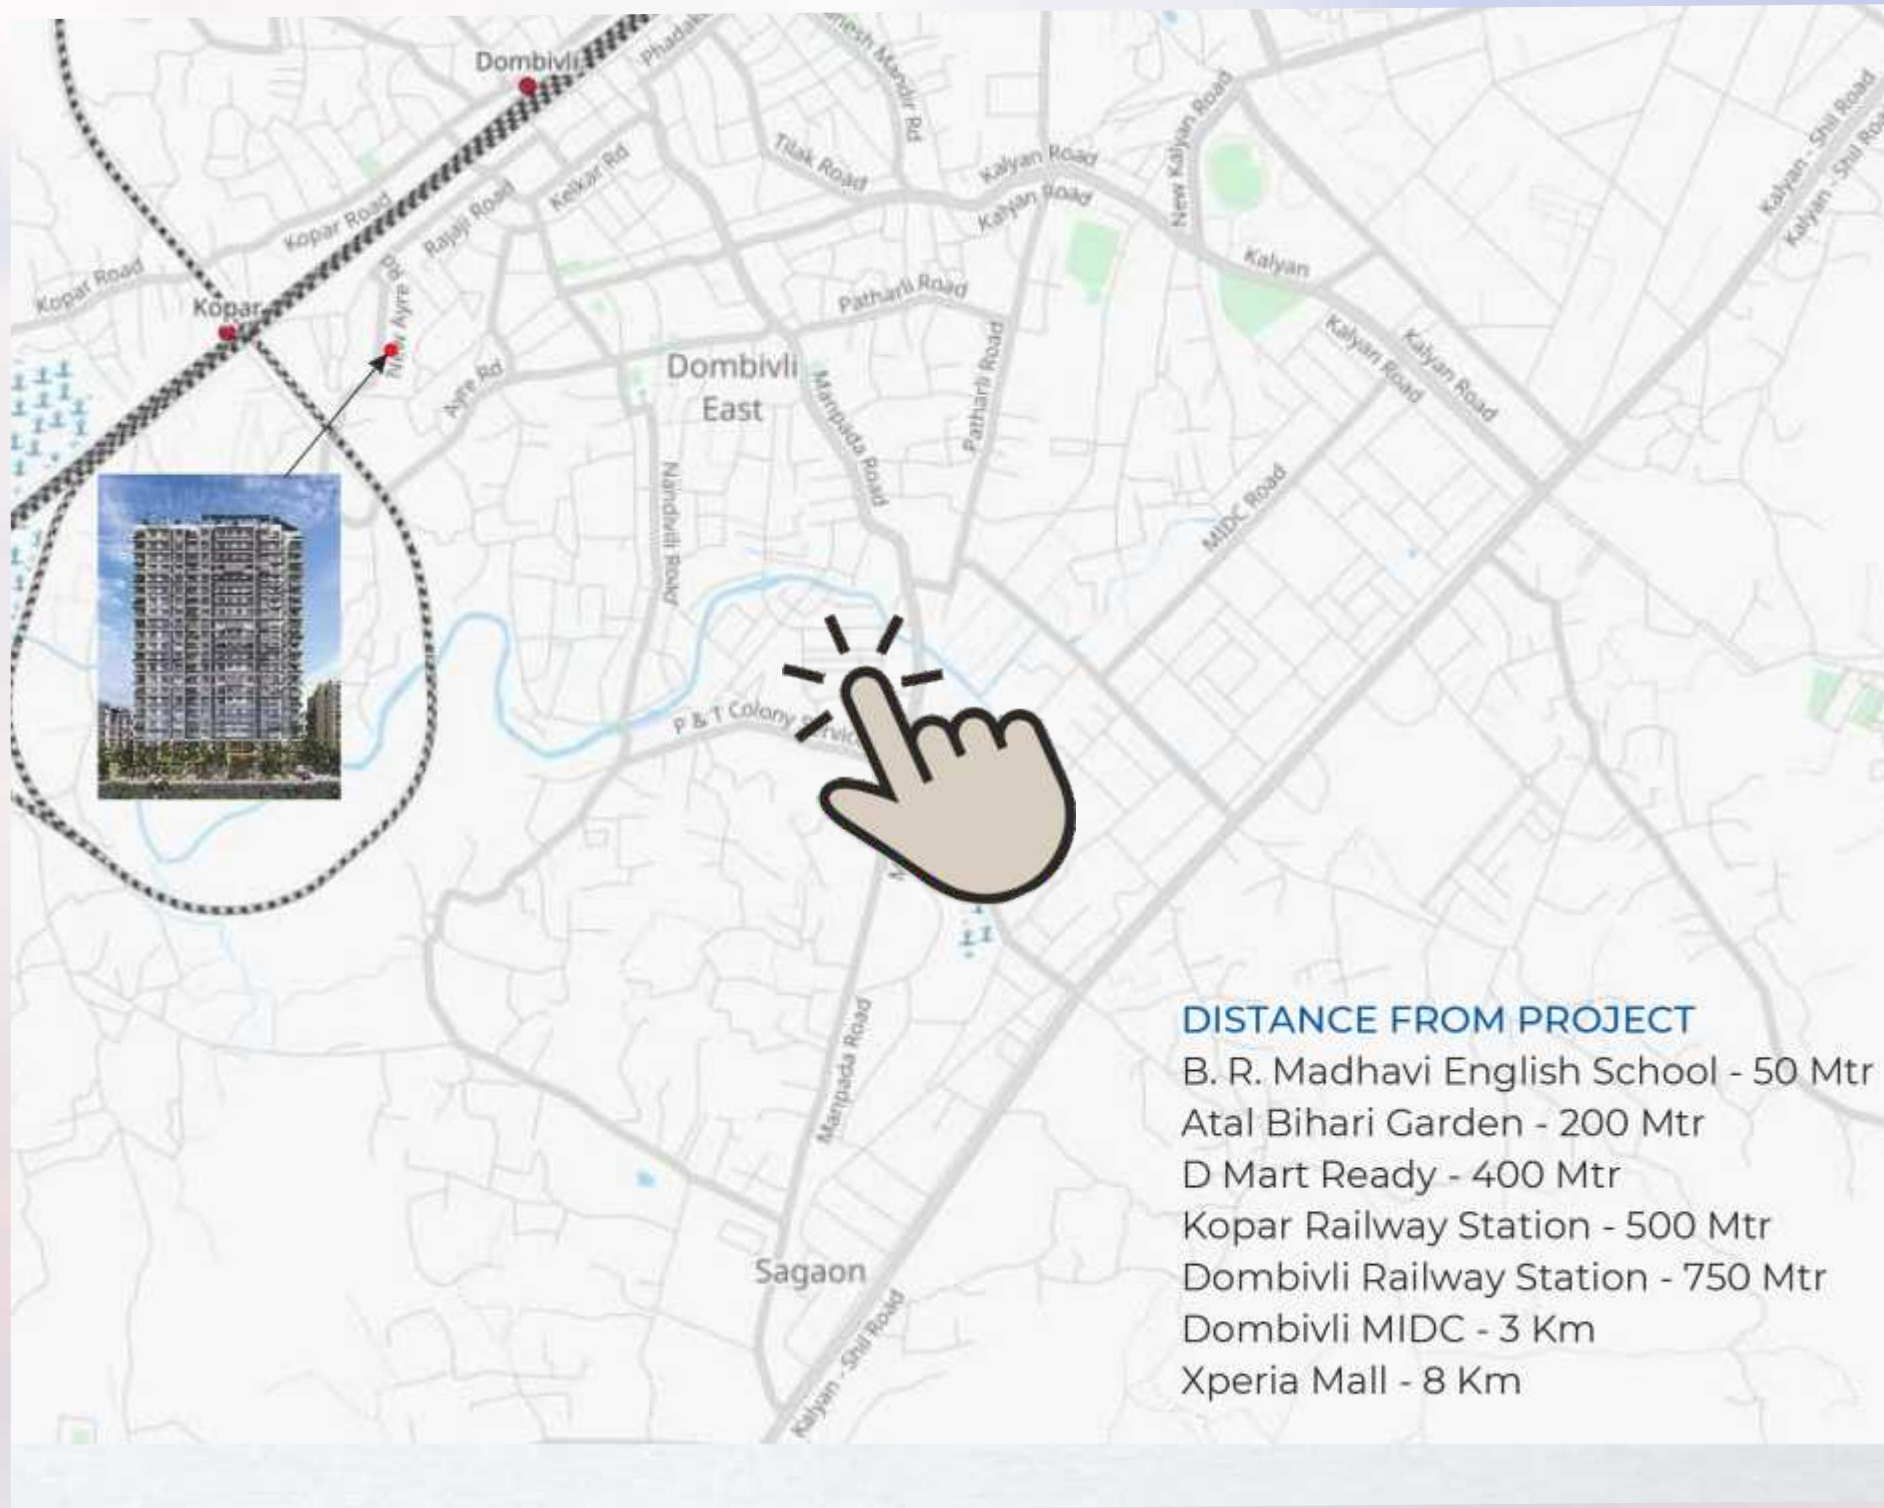 Dombivli
Phadak
nesh Mandir Rd
Kalyan - Shil Road
Kalyan - Shil Roa
New Kalyan Road
Tilak Road
Kalyan Road
Kalyan Road
Kelkar Rd
Rajaji Road
Kopar Road
Kopar Road
Kopar
New Ayre Rd
Kalyan
Patharli Road
Patharli Road
Kalyan Road
Kalyan Road
Ayre Rd
Dombivli
East
Manpada Road
Nandivli Road
MIDC Road
P & T Colony Service
Manpada Road
Sagaon
Kalyan - Shil Road
DISTANCE FROM PROJECT
B. R. Madhavi English School - 50 Mtr
Atal Bihari Garden - 200 Mtr
D Mart Ready - 400 Mtr
Kopar Railway Station - 500 Mtr
Dombivli Railway Station - 750 Mtr
Dombivli MIDC - 3 Km
Xperia Mall - 8 Km